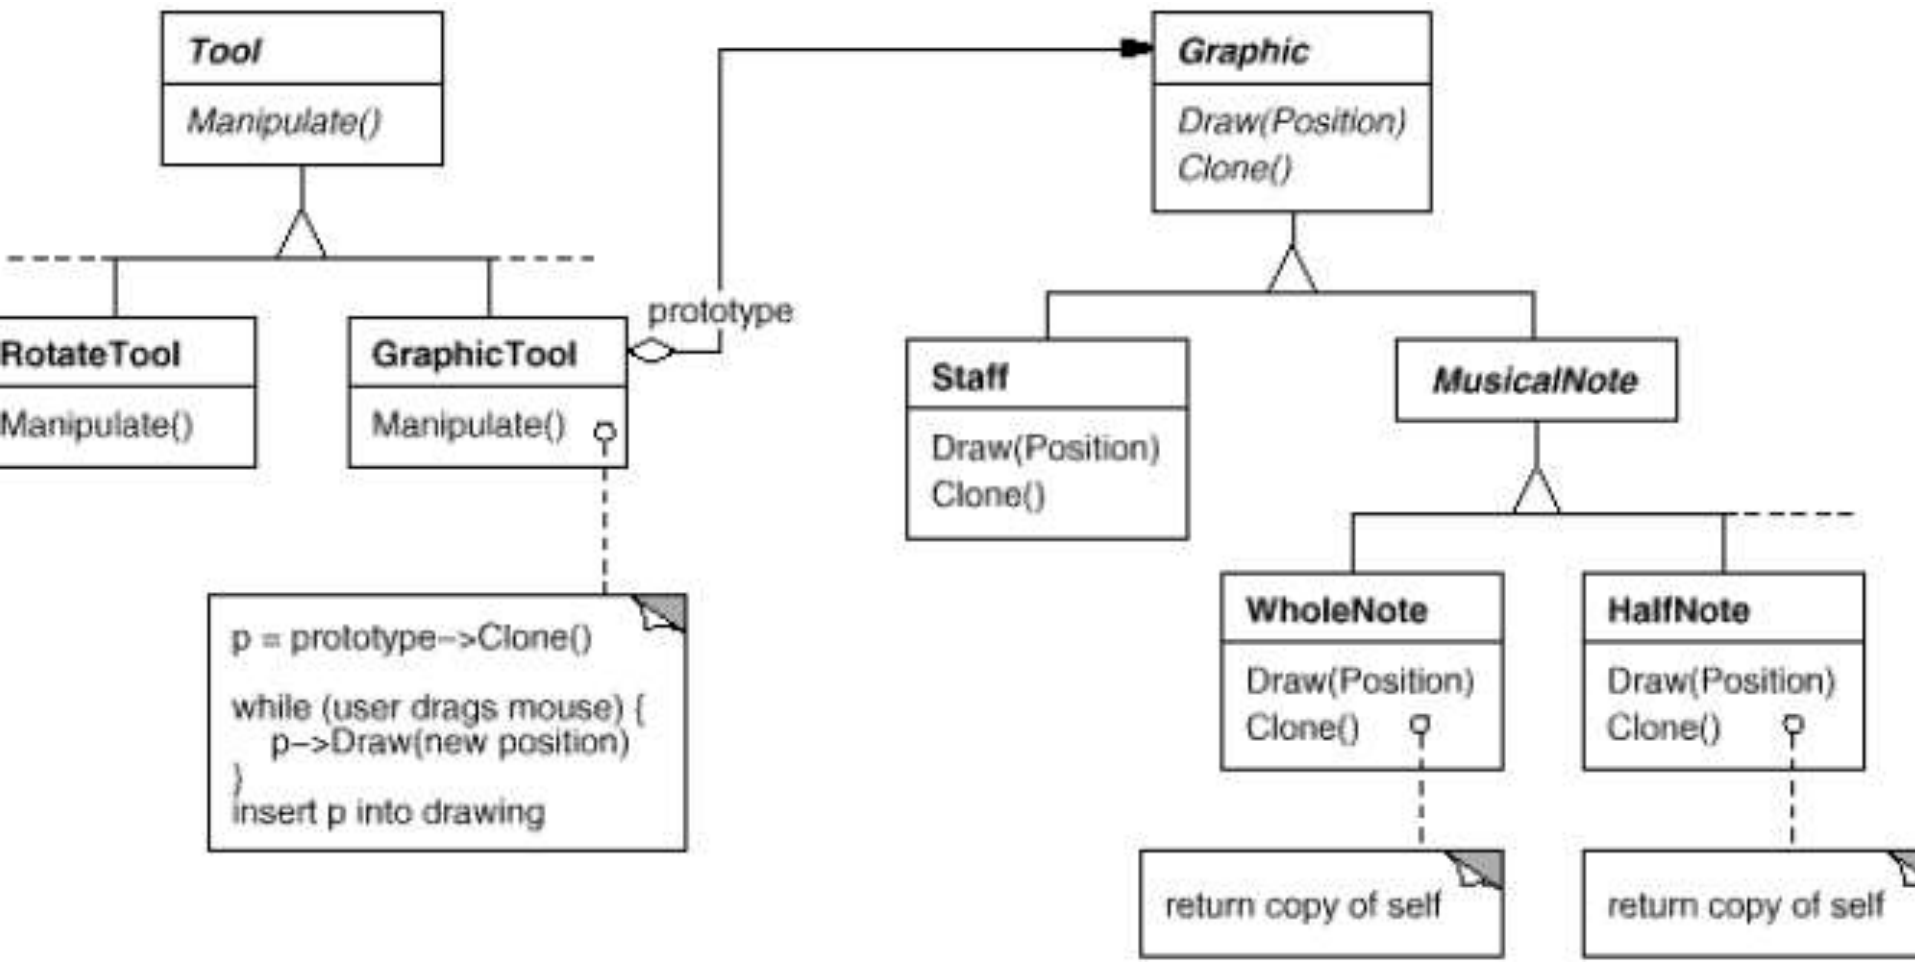 Tool
Manipulate()
Graphic
Draw(Position)
Clone()
prototype
RotateTool
Manipulate()
GraphicTool
Manipulate()
Staff
Draw(Position)
Clone()
MusicalNote
p = prototype–>Clone()
while (user drags mouse) {
p–>Draw(new position)
}
insert p into drawing
WholeNote
Draw(Position)
Clone()
HalfNote
Draw(Position)
Clone()
return copy of self
return copy of self